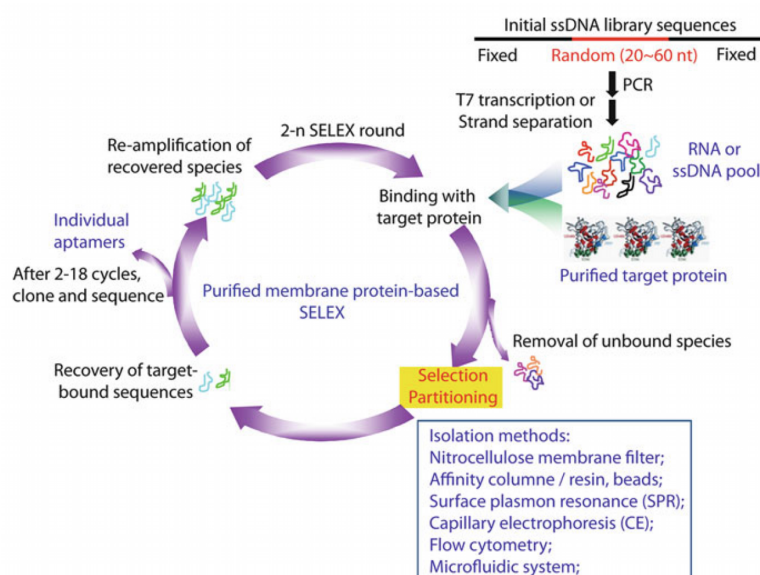 Initial ssDNA library sequences
Fixed Random (20~60 nt) Fixed
PCR
T7 transcription or
Strand separation
RNA or
ssDNA pool
Purified target protein
2-n SELEX round
Re-amplification of
recovered species
Binding with
target protein
Individual
aptamers
After 2-18 cycles,
clone and sequence
Purified membrane protein-based
SELEX
Removal of unbound species
Recovery of target-
bound sequences
Selection
Partitioning
Isolation methods:
Nitrocellulose membrane filter;
Affinity columne / resin, beads;
Surface plasmon resonance (SPR);
Capillary electrophoresis (CE);
Flow cytometry;
Microfluidic system;